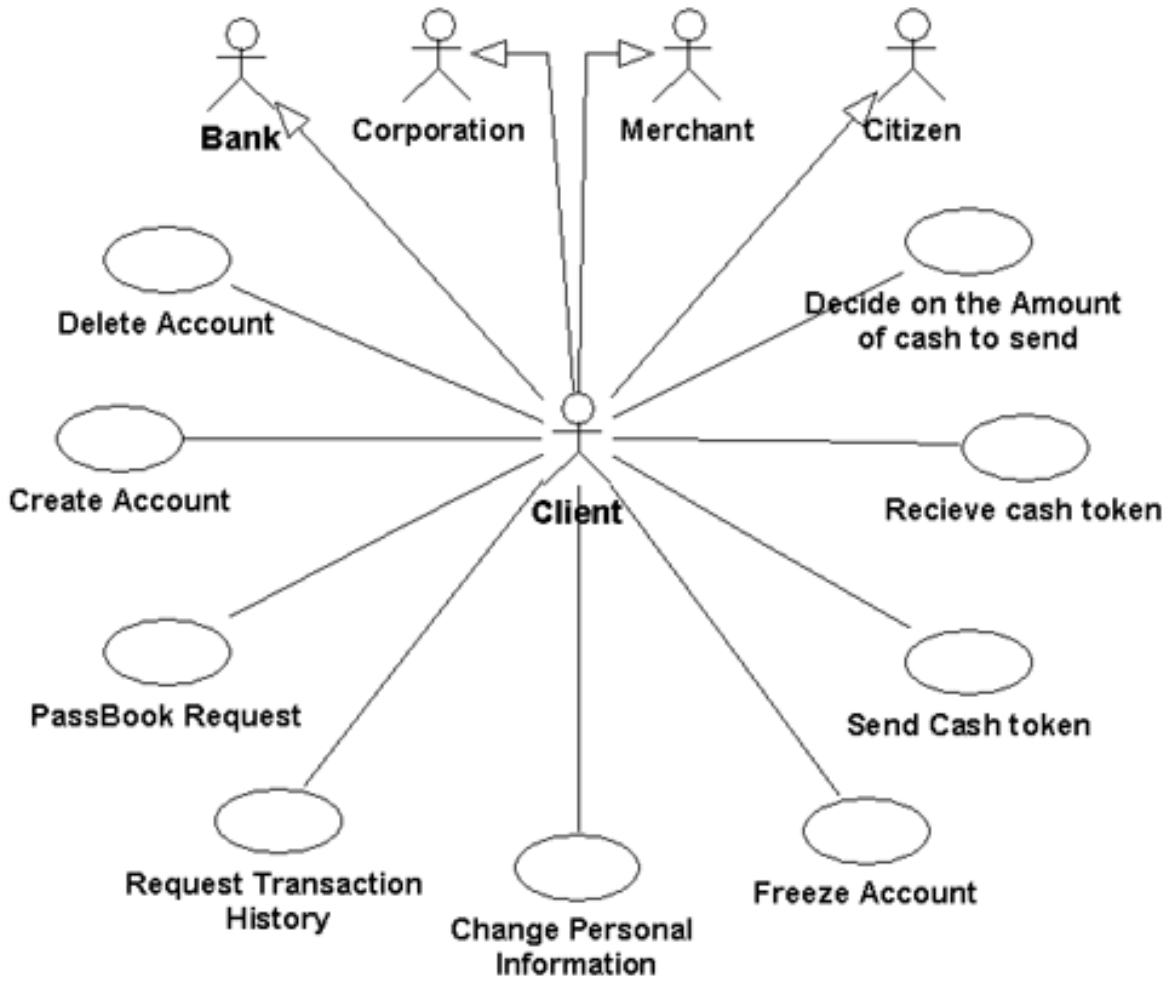 Bank
Corporation
Merchant
Citizen
Delete Account
Decide on the Amount
of cash to send
Create Account
Client
Recieve cash token
PassBook Request
Send Cash token
Request Transaction
History
Change Personal
Information
Freeze Account